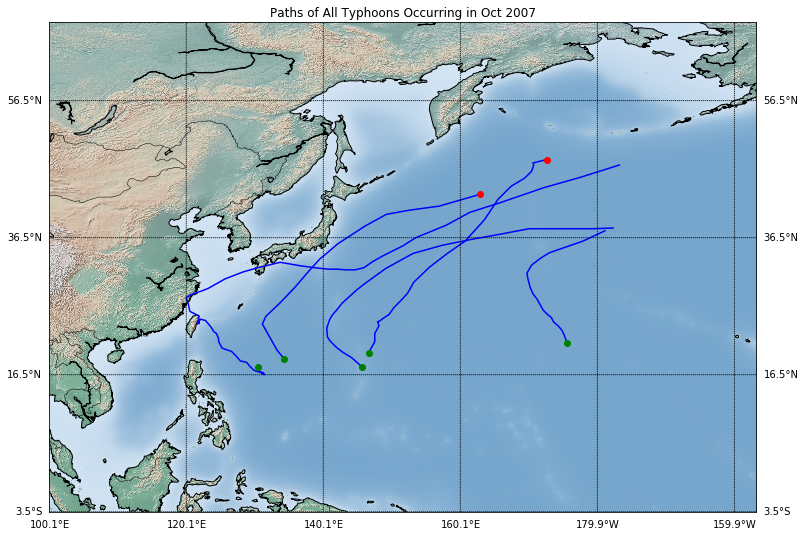 Paths of All Typhoons Occurring in Oct 2007
56.5°N 56.5°N
36.5°N 36.5°N
16.5°N 16.5°N
3.5°S 3.5°S
100.1°E 120.1°E 140.1°E 160.1°E 179.9°W 159.9°W